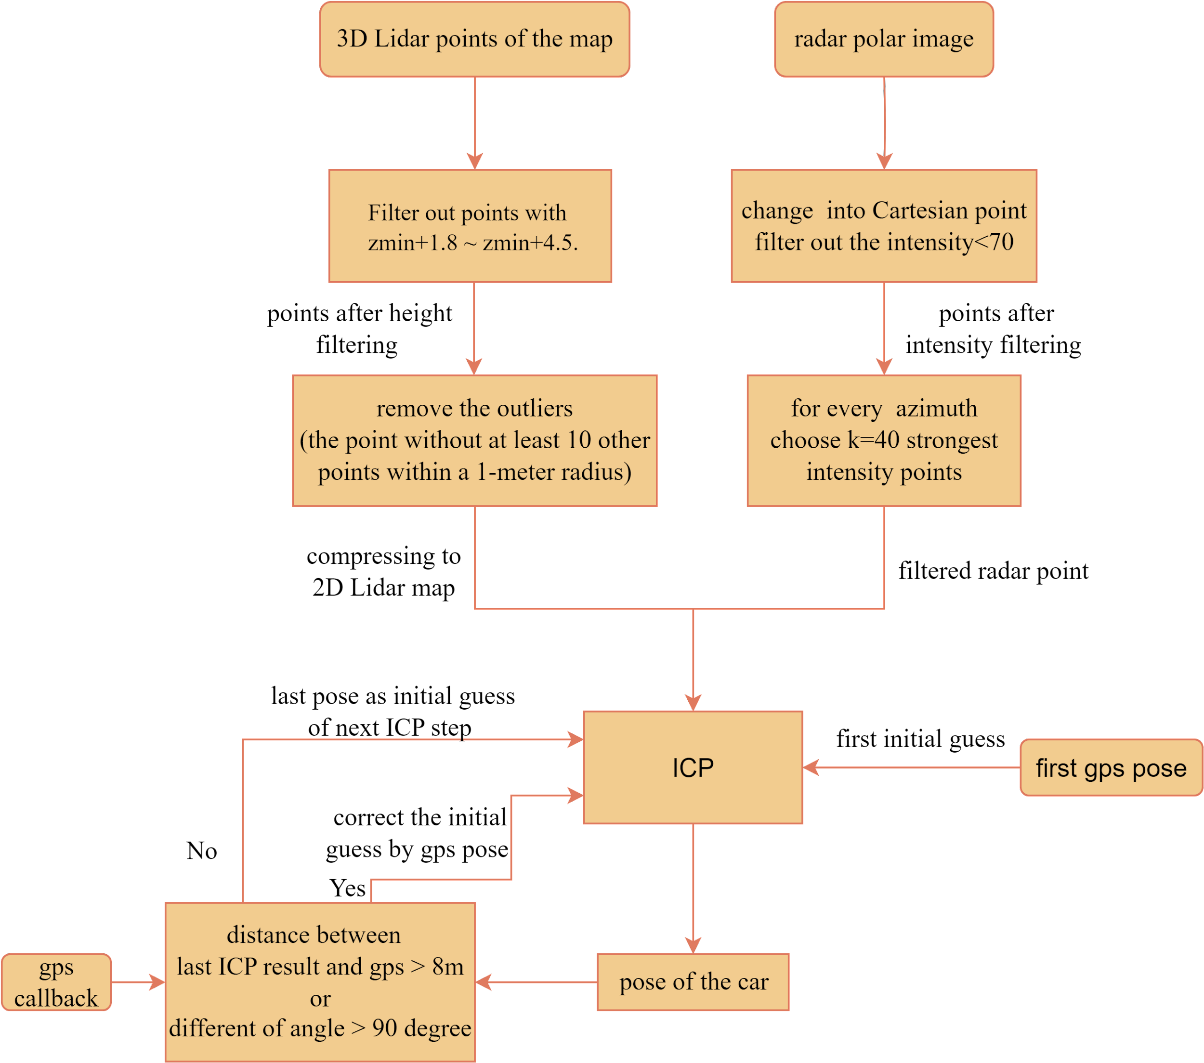 3D Lidar points of the map
radar polar image
Filter out points with
zmin+1.8 ~ zmin+4.5.
change  into Cartesian point
filter out the intensity<70
points after height
filtering
points after
intensity filtering
remove the outliers
(the point without at least 10 other
points within a 1-meter radius)
for every  azimuth
choose k=40 strongest
intensity points
compressing to
2D Lidar map
filtered radar point
last pose as initial guess
of next ICP step
ICP
first initial guess
first gps pose
correct the initial
guess by gps pose
No
Yes
distance between
last ICP result and gps > 8m
or
different of angle > 90 degree
gps
callback
pose of the car